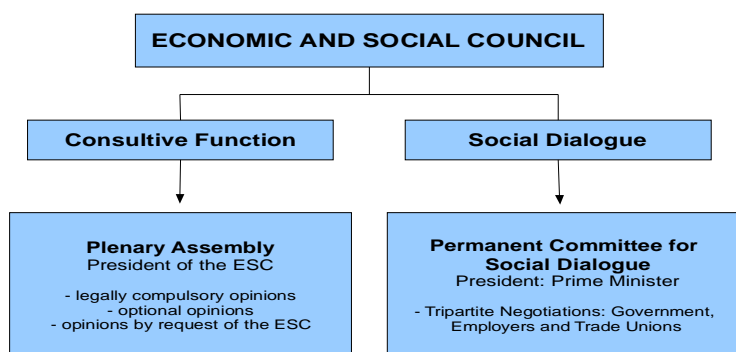 ECONOMIC AND SOCIAL COUNCIL
Consultive Function
Social Dialogue
Plenary Assembly
President of the ESC
- legally compulsory opinions
- optional opinions
- opinions by request of the ESC
Permanent Committee for
Social Dialogue
President: Prime Minister
- Tripartite Negotiations: Government,
Employers and Trade Unions